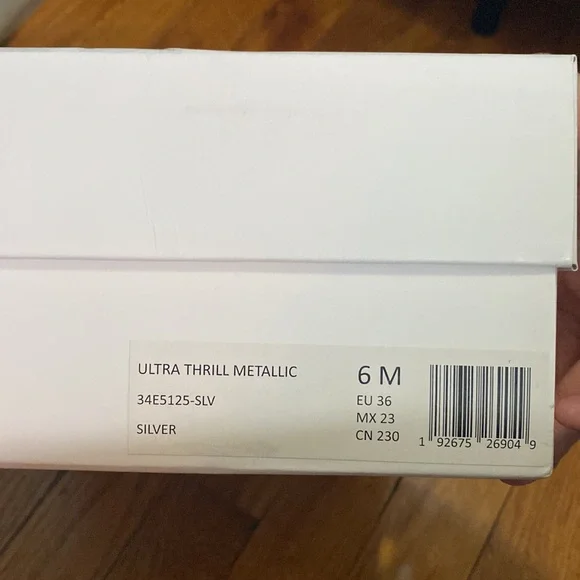 ULTRA THRILL METALLIC
34E5125-SLV
SILVER
6 M
EU 36
MX 23
CN 230
1 92675 26904 9